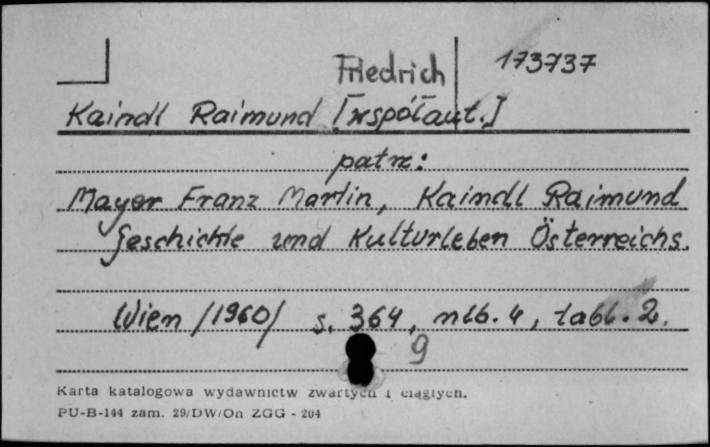 Friedrich 173737
Kaindl Raimund [współaut.]
patrz:
Mayer Franz Martin, Kaindl Raimund
Geschichte und Kulturleben Österreichs.
Wien /1960/ s. 364, nlb. 4, tabl. 2.
9
Karta katalogowa wydawnictw zwartych i ciągłych.
PU-B-144 zam. 29/DW/On ZGG - 204